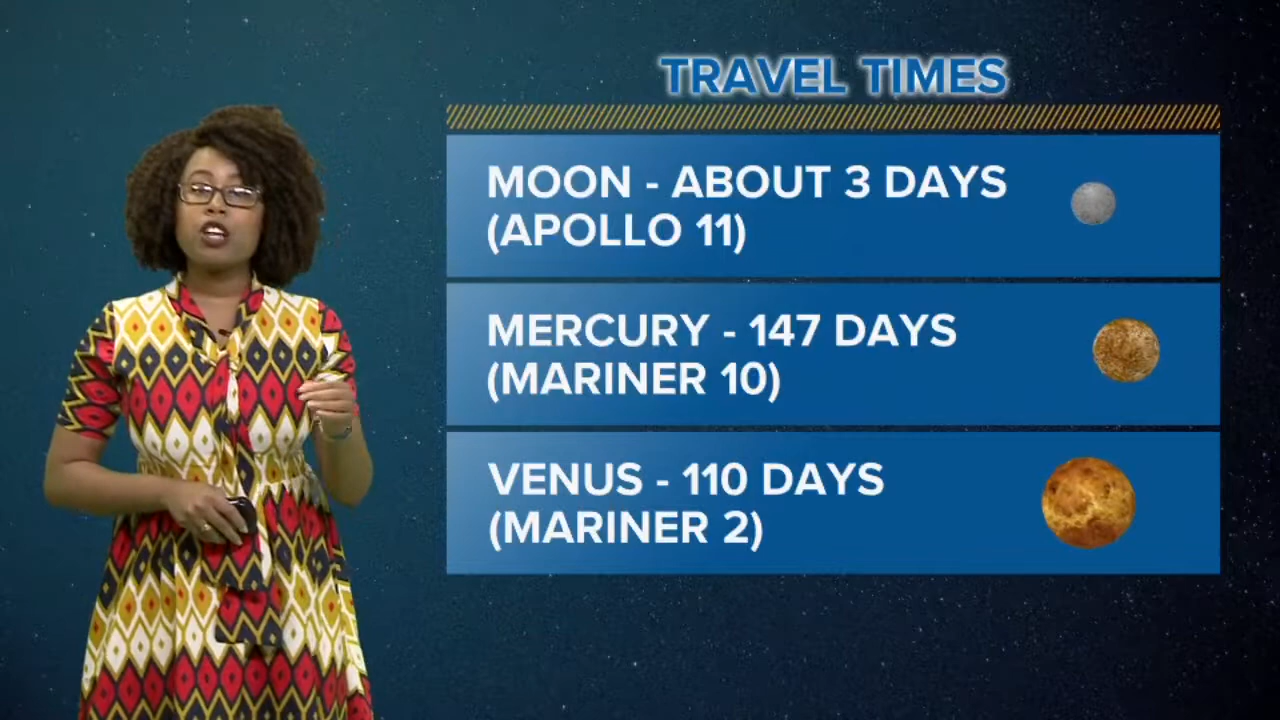 TRAVEL TIMES
MOON - ABOUT 3 DAYS
(APOLLO 11)
MERCURY - 147 DAYS
(MARINER 10)
VENUS - 110 DAYS
(MARINER 2)